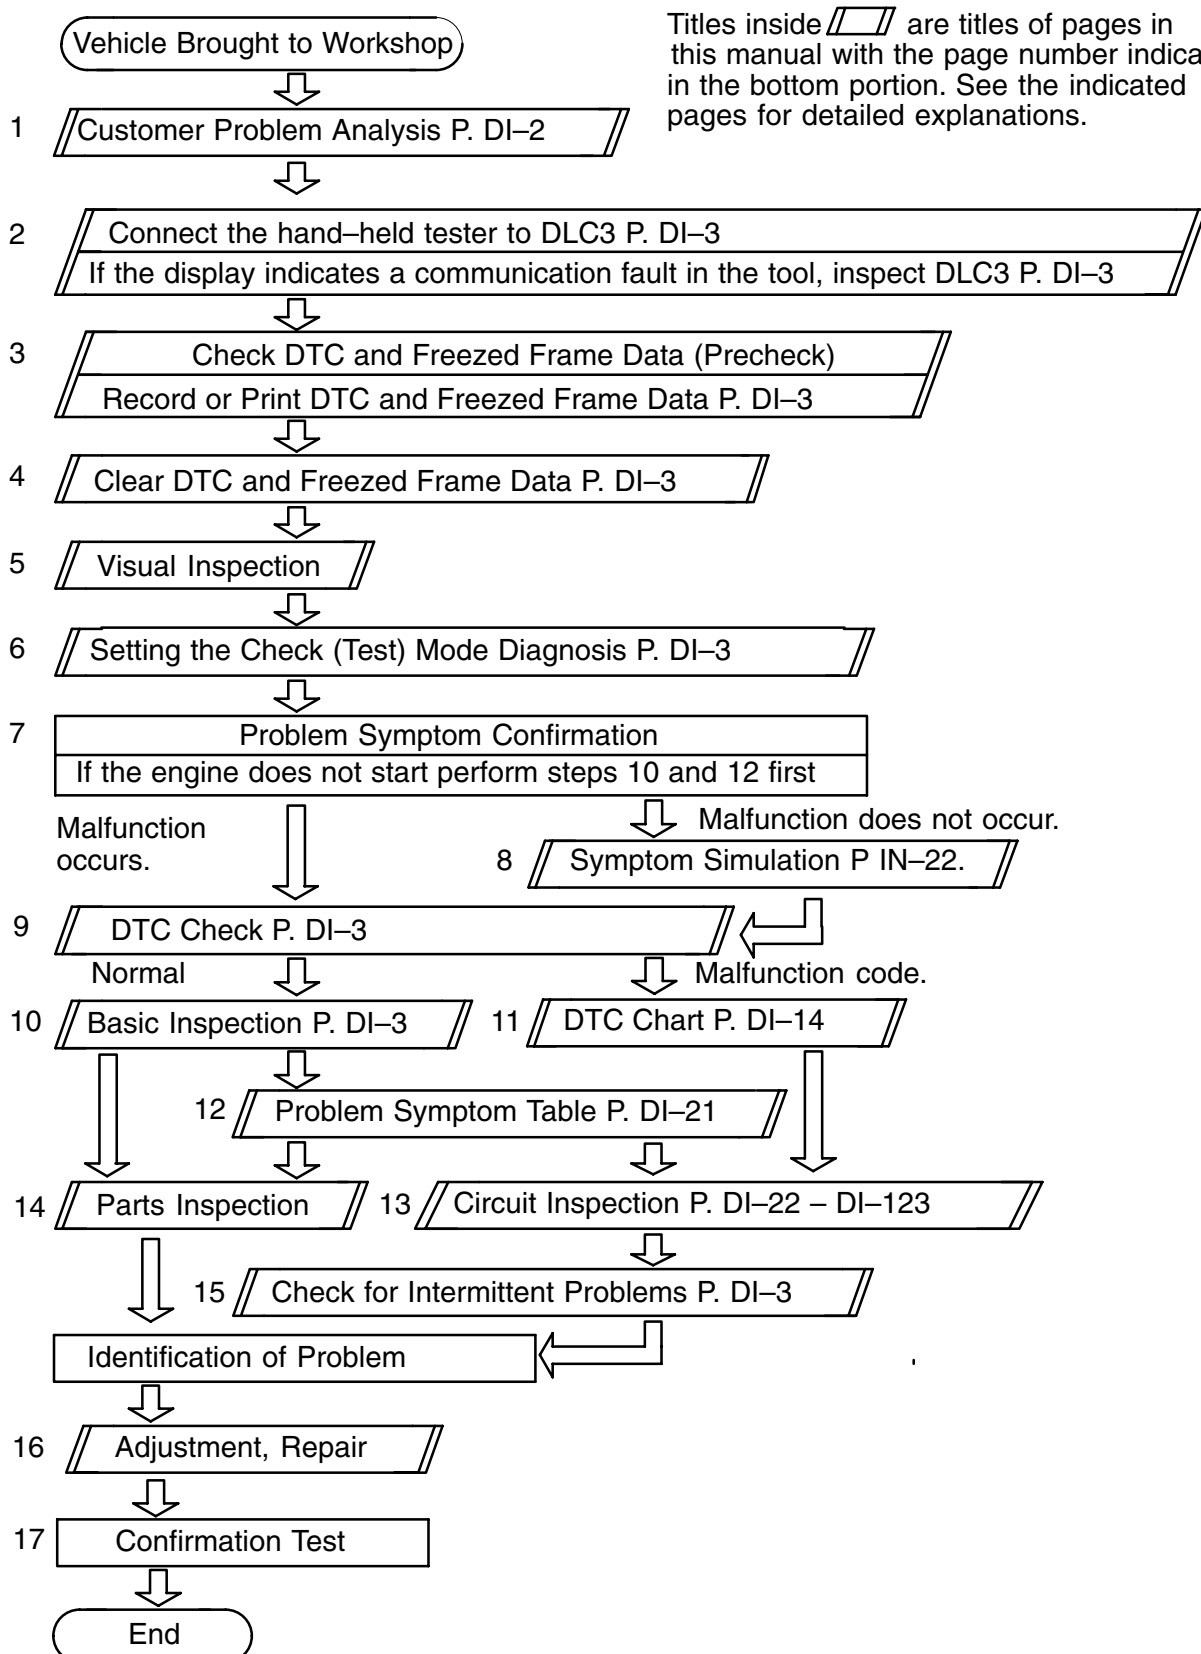 Vehicle Brought to Workshop
Titles inside are titles of pages in
this manual with the page number indica
in the bottom portion. See the indicated
pages for detailed explanations.
1 Customer Problem Analysis P. DI–2
2 Connect the hand–held tester to DLC3 P. DI–3
If the display indicates a communication fault in the tool, inspect DLC3 P. DI–3
3 Check DTC and Freezed Frame Data (Precheck)
Record or Print DTC and Freezed Frame Data P. DI–3
4 Clear DTC and Freezed Frame Data P. DI–3
5 Visual Inspection
6 Setting the Check (Test) Mode Diagnosis P. DI–3
7 Problem Symptom Confirmation
If the engine does not start perform steps 10 and 12 first
Malfunction
occurs.
Malfunction does not occur.
8 Symptom Simulation P IN–22.
9 DTC Check P. DI–3
Normal
Malfunction code.
10 Basic Inspection P. DI–3
11 DTC Chart P. DI–14
12 Problem Symptom Table P. DI–21
14 Parts Inspection
13 Circuit Inspection P. DI–22 – DI–123
15 Check for Intermittent Problems P. DI–3
Identification of Problem
16 Adjustment, Repair
17 Confirmation Test
End